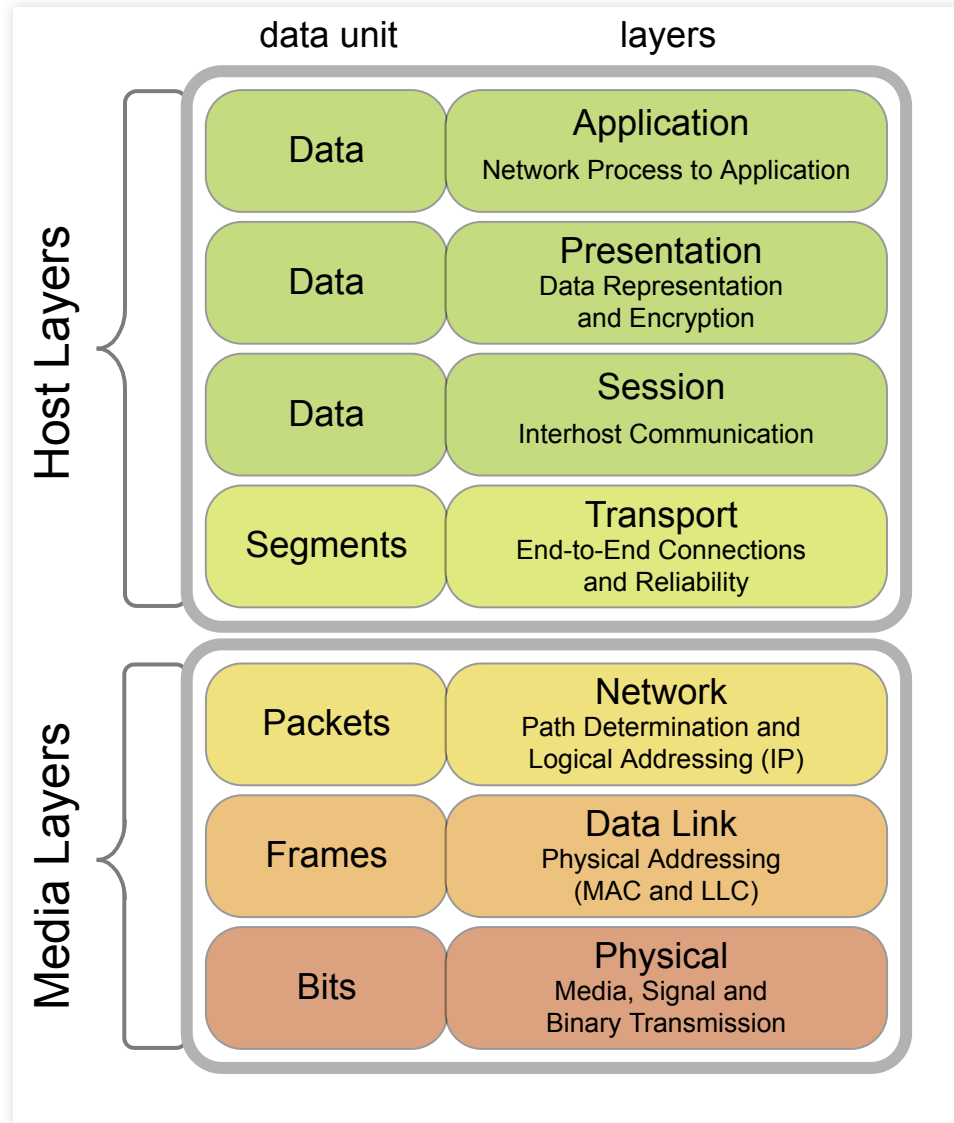 data unit
layers
Host Layers
Data
Application
Network Process to Application
Data
Presentation
Data Representation
and Encryption
Data
Session
Interhost Communication
Segments
Transport
End-to-End Connections
and Reliability
Media Layers
Packets
Network
Path Determination and
Logical Addressing (IP)
Frames
Data Link
Physical Addressing
(MAC and LLC)
Bits
Physical
Media, Signal and
Binary Transmission